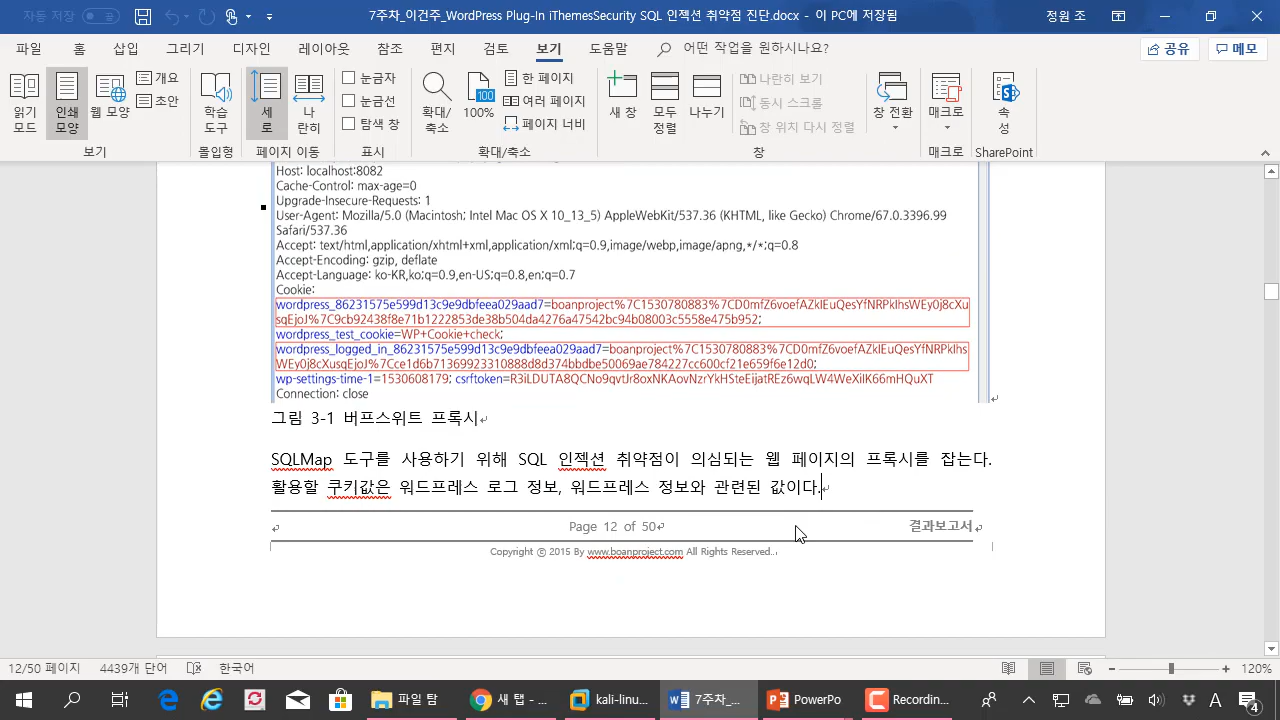 자동 저장
7주차_이건주_WordPress Plug-In iThemesSecurity SQL 인젝션 취약점 진단.docx - 이 PC에 저장됨
정원 조
파일 홈 삽입 그리기 디자인 레이아웃 참조 편지 검토 보기 도움말 어떤 작업을 원하시나요?
공유 메모
읽기 모드
인쇄 모양
웹 모양
개요
초안
학습 도구
세로
나란히
눈금자
눈금선
탐색 창
확대/축소
100%
한 페이지
여러 페이지
페이지 너비
새 창
모두 정렬
나누기
나란히 보기
동시 스크롤
창 위치 다시 정렬
창 전환
매크로
속성
보기 몰입형 페이지 이동 표시 확대/축소 창 매크로 SharePoint
Host: localhost:8082
Cache-Control: max-age=0
Upgrade-Insecure-Requests: 1
User-Agent: Mozilla/5.0 (Macintosh; Intel Mac OS X 10_13_5) AppleWebKit/537.36 (KHTML, like Gecko) Chrome/67.0.3396.99
Safari/537.36
Accept: text/html,application/xhtml+xml,application/xml;q=0.9,image/webp,image/apng,*/*;q=0.8
Accept-Encoding: gzip, deflate
Accept-Language: ko-KR,ko;q=0.9,en-US;q=0.8,en;q=0.7
Cookie:
wordpress_86231575e599d13c9e9dbfeea029aad7=boanproject%7C1530780883%7CD0mfZ6voefAZklEuQesYfNRPklhsWEy0j8cXu
sqEjoJ%7C9cb92438f8e71b1222853de38b504da4276a47542bc94b08003c5558e475b952;
wordpress_test_cookie=WP+Cookie+check;
wordpress_logged_in_86231575e599d13c9e9dbfeea029aad7=boanproject%7C1530780883%7CD0mfZ6voefAZklEuQesYfNRPklhs
WEy0j8cXusqEjoJ%7Cce1d6b71369923310888d8d374bbdbe50069ae784227cc600cf21e659f6e12d0;
wp-settings-time-1=1530608179; csrftoken=R3iLDUTA8QCNo9qvtJr8oxNKAovNzrYkHSteEijatREz6wqLW4WeXilK66mHQuXT
Connection: close
그림 3-1 버프스위트 프록시
SQLMap 도구를 사용하기 위해 SQL 인젝션 취약점이 의심되는 웹 페이지의 프록시를 잡는다.
활용할 쿠키값은 워드프레스 로그 정보, 워드프레스 정보와 관련된 값이다.
Page 12 of 50
결과보고서
Copyright ⓒ 2015 By www.boanproject.com All Rights Reserved..
12/50 페이지 4439개 단어 한국어 120%
파일 탐 새 탭 - ... kali-linu... 7주차_... PowerPo Recordin... A 4